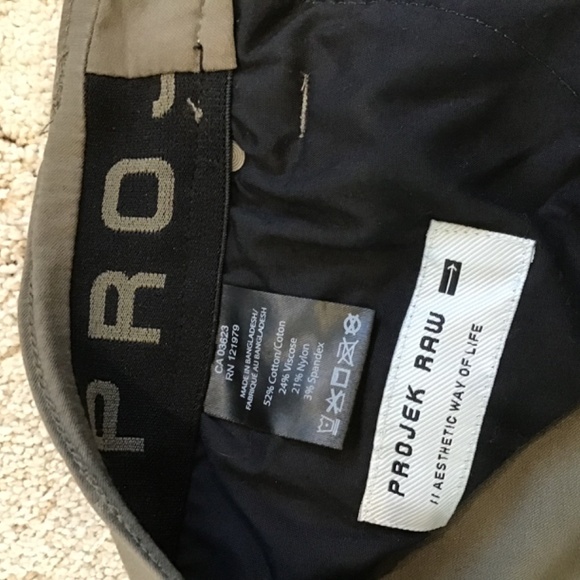 PROJ
CA 03623
RN 121979
MADE IN BANGLADESH/
FABRIQUÉ AU BANGLADESH
52% Cotton/Coton
24% Viscose
21% Nylon
3% Spandex
PROJEK RAW
// AESTHETIC WAY OF LIFE